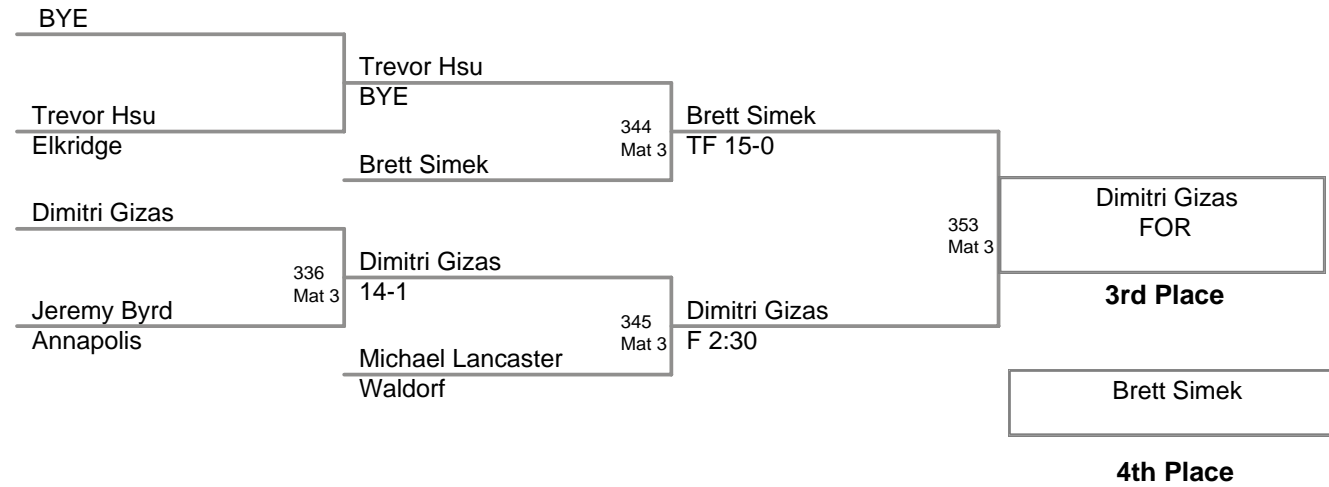 BYE
Trevor Hsu
BYE
Trevor Hsu
Elkridge
344
Mat 3
Brett Simek
TF 15-0
Brett Simek
Dimitri Gizas
Dimitri Gizas
FOR
353
Mat 3
336
Mat 3
Dimitri Gizas
14-1
3rd Place
Jeremy Byrd
Annapolis
345
Mat 3
Dimitri Gizas
F 2:30
Michael Lancaster
Waldorf
Brett Simek
4th Place